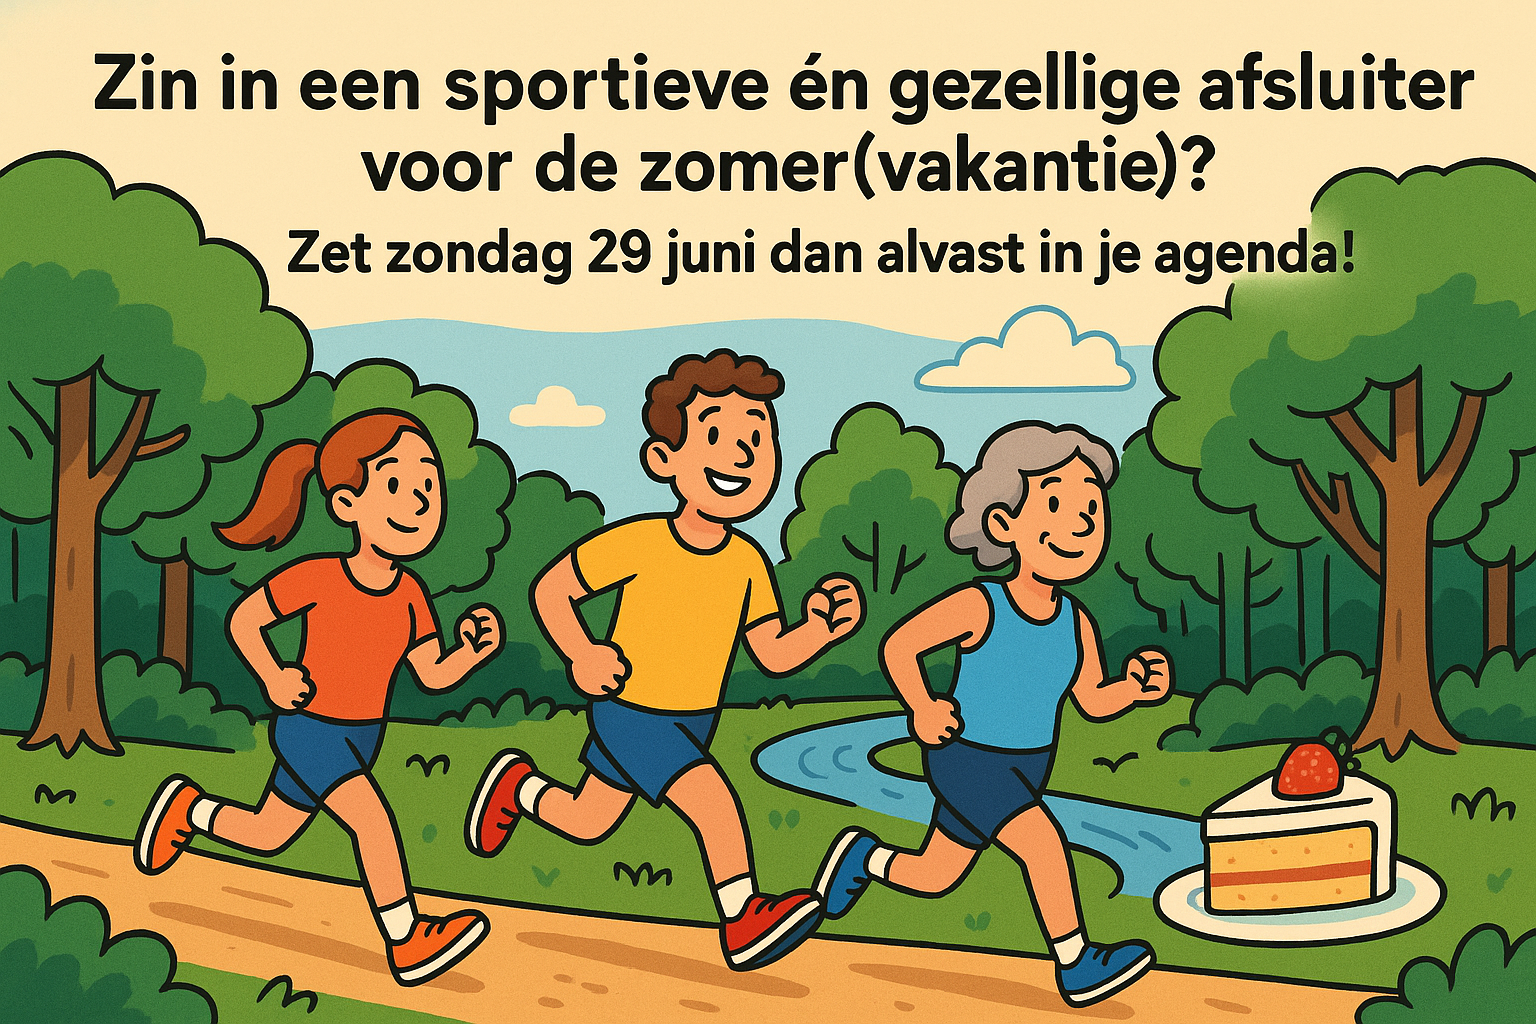 Zin in een sportieve én gezellige afsluiter
voor de zomer(vakantie)?
Zet zondag 29 juni dan alvast in je agenda!